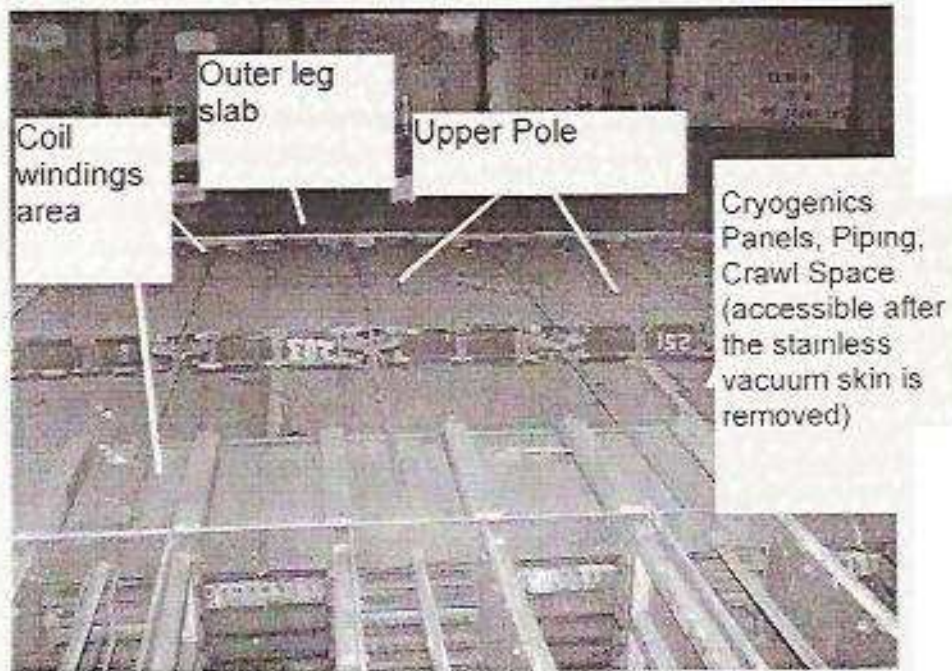 Outer leg
slab
Coil
windings
area
Upper Pole
Cryogenics
Panels, Piping,
Crawl Space
(accessible after
the stainless
vacuum skin is
removed)